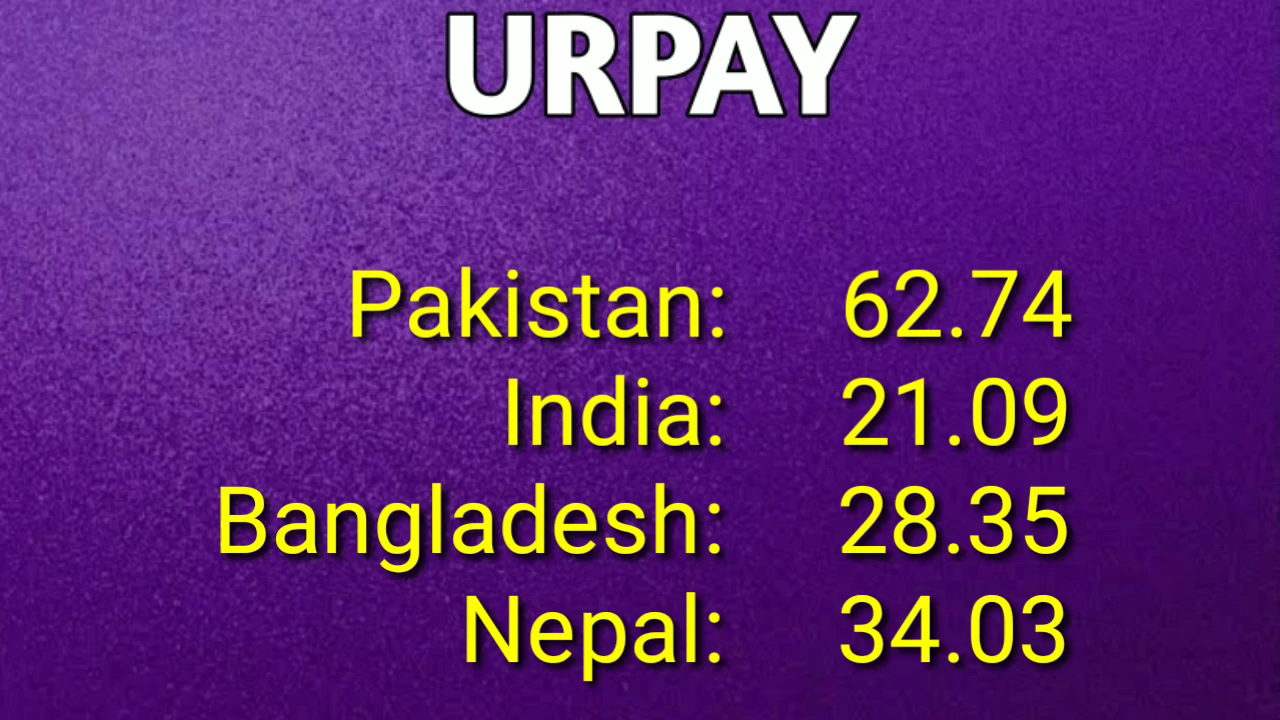 URPAY
Pakistan: 62.74
India: 21.09
Bangladesh: 28.35
Nepal: 34.03